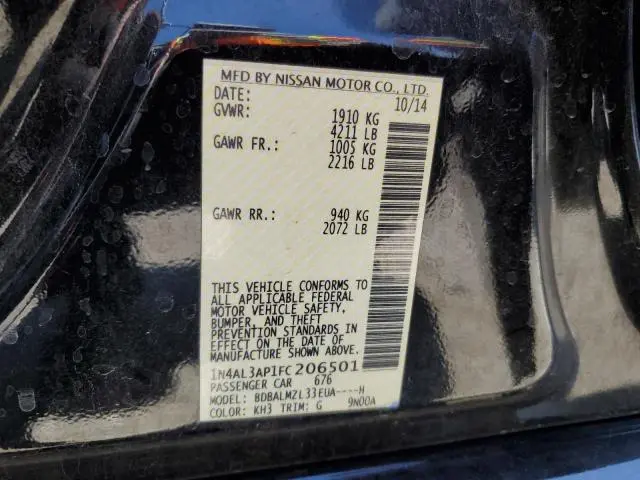 MFD BY NISSAN MOTOR CO., LTD.
DATE: 10/14
GVWR: 1910 KG
4211 LB
GAWR FR.: 1005 KG
2216 LB
GAWR RR.: 940 KG
2072 LB
THIS VEHICLE CONFORMS TO
ALL APPLICABLE FEDERAL
MOTOR VEHICLE SAFETY,
BUMPER, AND THEFT
PREVENTION STANDARDS IN
EFFECT ON THE DATE OF
MANUFACTURE SHOWN ABOVE.
1N4AL3AP1FC206501
PASSENGER CAR 676
MODEL: BDBALMZL33EUA----H
COLOR: KH3 TRIM: G 9N00A